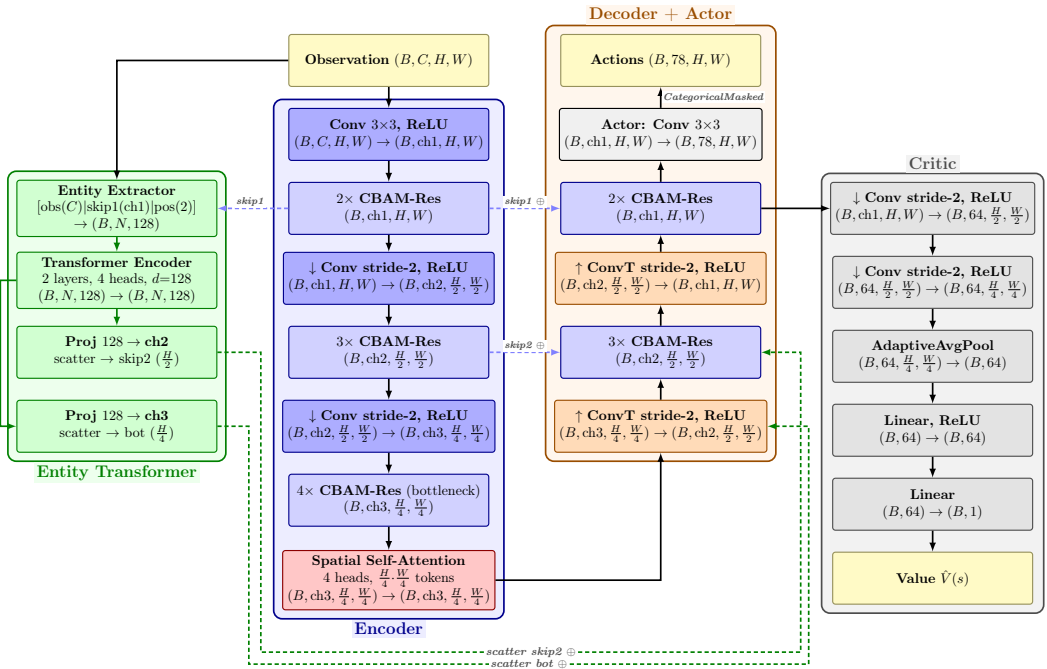 Decoder + Actor
Observation (B, C, H, W)
Actions (B, 78, H, W)
CategoricalMasked
Conv 3×3, ReLU
(B, C, H, W) → (B, ch1, H, W)
Actor: Conv 3×3
(B, ch1, H, W) → (B, 78, H, W)
Critic
Entity Extractor
[obs(C)|skip1(ch1)|pos(2)]
→ (B, N, 128)
skip1
2× CBAM-Res
(B, ch1, H, W)
skip1 ⊕
2× CBAM-Res
(B, ch1, H, W)
↓ Conv stride-2, ReLU
(B, ch1, H, W) → (B, 64, H/2, W/2)
Transformer Encoder
2 layers, 4 heads, d=128
(B, N, 128) → (B, N, 128)
↓ Conv stride-2, ReLU
(B, ch1, H, W) → (B, ch2, H/2, W/2)
↑ ConvT stride-2, ReLU
(B, ch2, H/2, W/2) → (B, ch1, H, W)
↓ Conv stride-2, ReLU
(B, 64, H/2, W/2) → (B, 64, H/4, W/4)
Proj 128 → ch2
scatter → skip2 (H/2)
3× CBAM-Res
(B, ch2, H/2, W/2)
skip2 ⊕
3× CBAM-Res
(B, ch2, H/2, W/2)
AdaptiveAvgPool
(B, 64, H/4, W/4) → (B, 64)
Proj 128 → ch3
scatter → bot (H/4)
Entity Transformer
↓ Conv stride-2, ReLU
(B, ch2, H/2, W/2) → (B, ch3, H/4, W/4)
↑ ConvT stride-2, ReLU
(B, ch3, H/4, W/4) → (B, ch2, H/2, W/2)
Linear, ReLU
(B, 64) → (B, 64)
4× CBAM-Res (bottleneck)
(B, ch3, H/4, W/4)
Linear
(B, 64) → (B, 1)
Spatial Self-Attention
4 heads, H/4·W/4 tokens
(B, ch3, H/4, W/4) → (B, ch3, H/4, W/4)
Encoder
Value V̂(s)
scatter skip2 ⊕
scatter bot ⊕